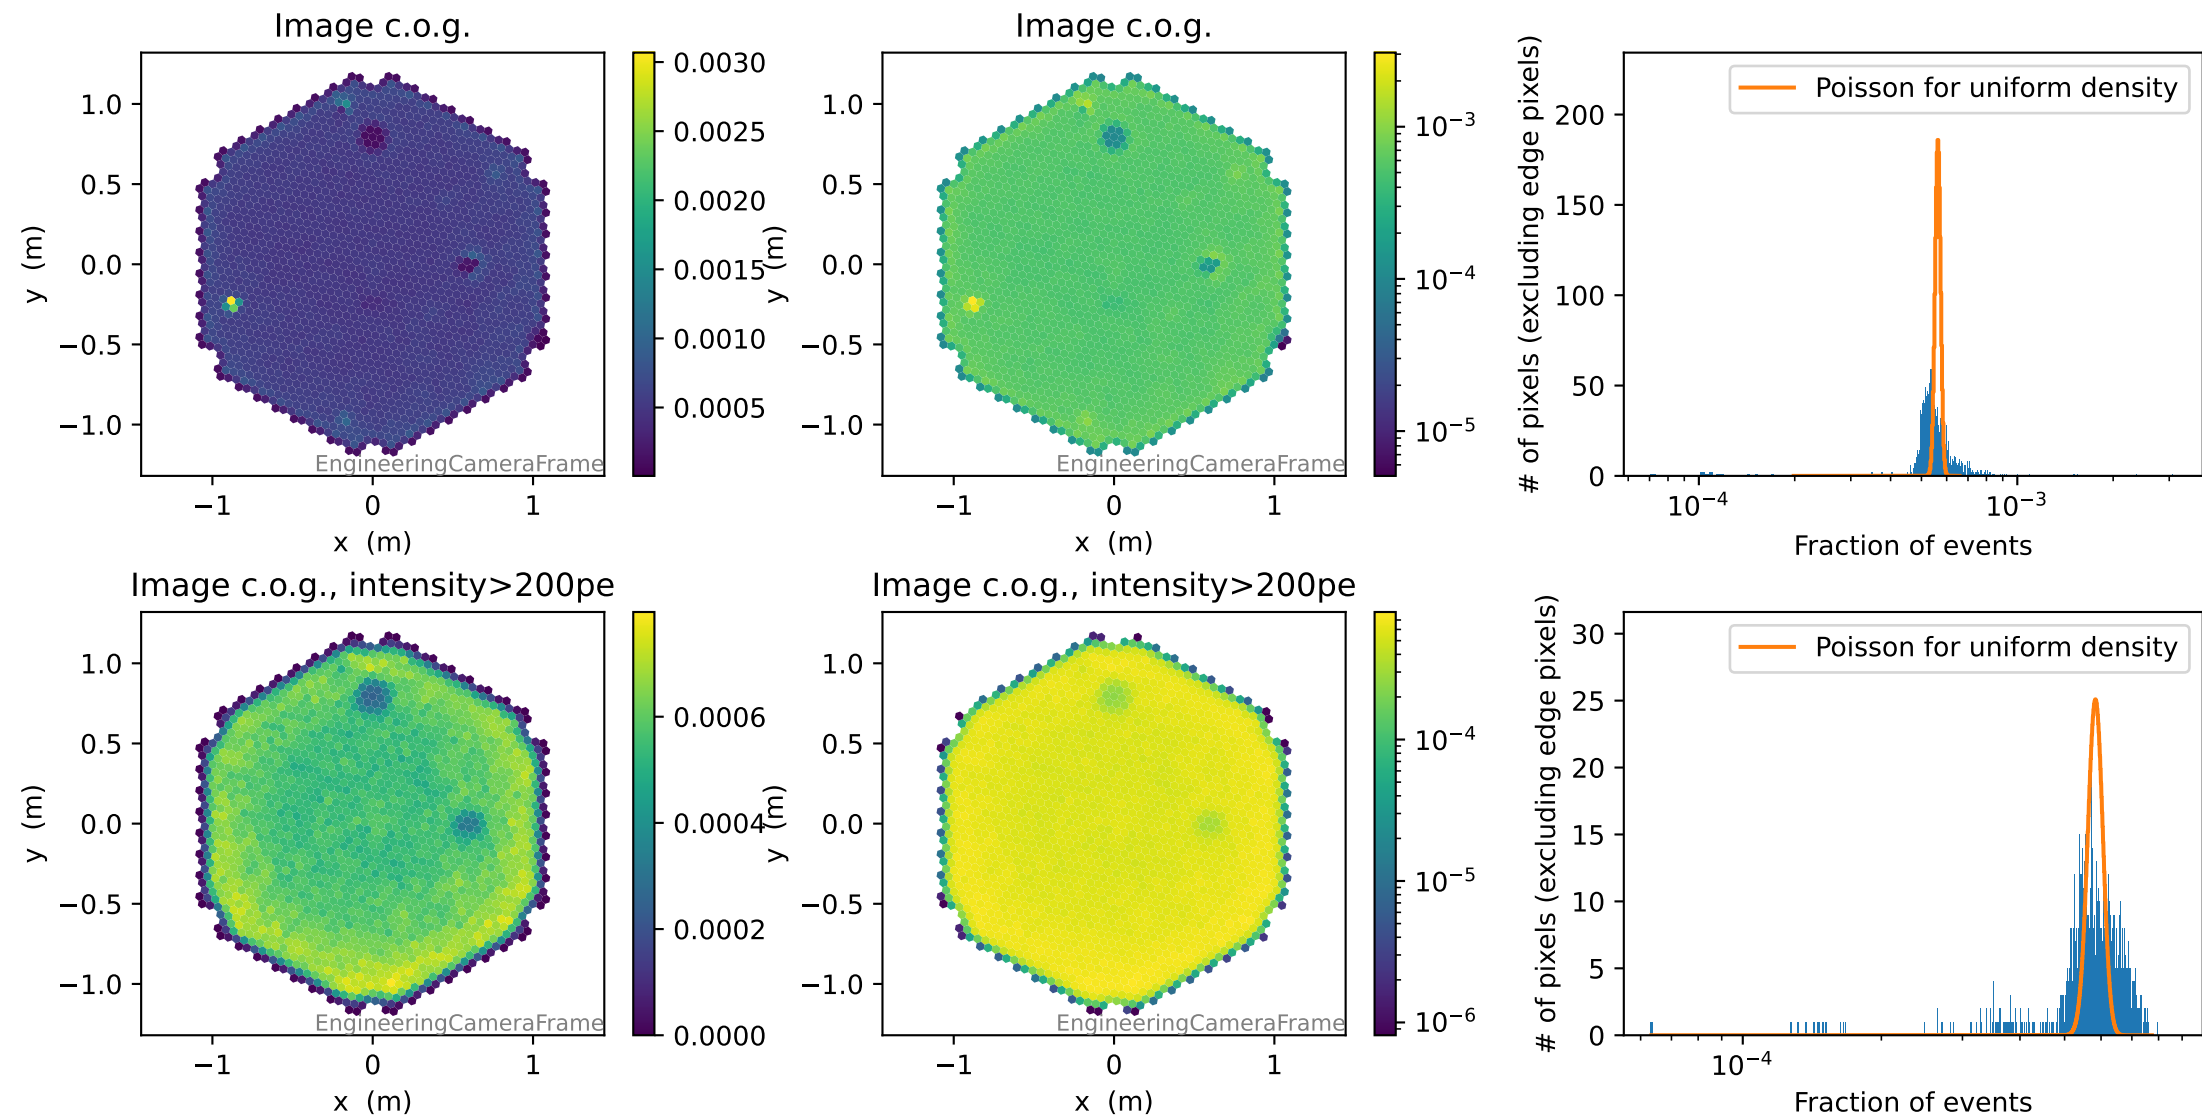 Image c.o.g.
1.0
0.5
0.0
−0.5
−1.0
y (m)
−1 0 1
x (m)
EngineeringCameraFrame
0.0030
0.0025
0.0020
0.0015
0.0010
0.0005
Image c.o.g.
1.0
0.5
0.0
−0.5
−1.0
y (m)
−1 0 1
x (m)
EngineeringCameraFrame
10⁻³
10⁻⁴
10⁻⁵
# of pixels (excluding edge pixels)
200
150
100
50
0
Poisson for uniform density
10⁻⁴ 10⁻³
Fraction of events
Image c.o.g., intensity>200pe
1.0
0.5
0.0
−0.5
−1.0
y (m)
−1 0 1
x (m)
EngineeringCameraFrame
0.0006
0.0004
0.0002
0.0000
Image c.o.g., intensity>200pe
1.0
0.5
0.0
−0.5
−1.0
y (m)
−1 0 1
x (m)
EngineeringCameraFrame
10⁻⁴
10⁻⁵
10⁻⁶
# of pixels (excluding edge pixels)
30
25
20
15
10
5
0
Poisson for uniform density
10⁻⁴
Fraction of events